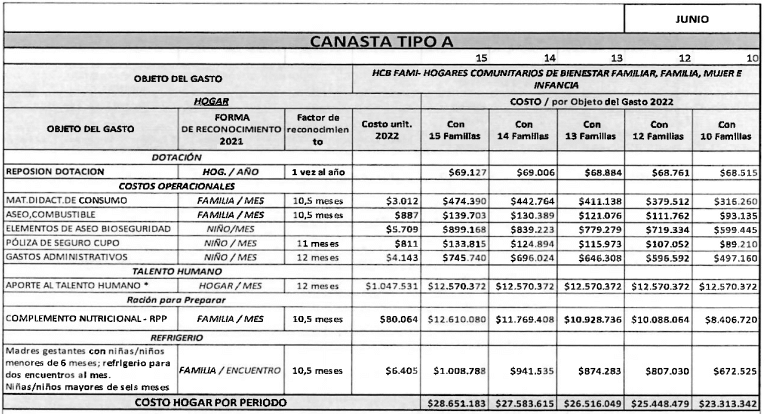 JUNIO
CANASTA TIPO A
15 14 13 12 10
OBJETO DEL GASTO
HCB FAMI- HOGARES COMUNITARIOS DE BIENESTAR FAMILIAR, FAMILIA, MUJER E
INFANCIA
HOGAR
COSTO / por Objeto del Gasto 2022
OBJETO DEL GASTO
FORMA
DE RECONOCIMIENTO
2021
Factor de
reconodmien
to
Costo unit.
2022
Con
15 Familias
Con
14 Familias
Con
13 Familias
Con
12 Familias
Con
10 Familias
DOTACIÓN
REPOSION DOTACION HOG. / AÑO 1 vez al año $69.127 $69.006 $68.884 $68.761 $68.515
COSTOS OPERACIONALES
MAT.DIDACT.DE CONSUMO FAMILIA / MES 10,5 meses $3.012 $474.390 $442.764 $411.138 $379.512 $316.260
ASEO,COMBUSTIBLE FAMILIA / MES 10,5 meses $887 $139.703 $130.389 $121.076 $111.762 $93.135
ELEMENTOS DE ASEO BIOSEGURIDAD NIÑO/MES $5.709 $899.168 $839.223 $779.279 $719.334 $599.445
PÓLIZA DE SEGURO CUPO NIÑO / MES 11 meses $811 $133.815 $124.894 $115.973 $107.052 $89.210
GASTOS ADMINISTRATIVOS NIÑO / MES 12 meses $4.143 $745.740 $696.024 $646.308 $596.592 $497.160
TALENTO HUMANO
APORTE AL TALENTO HUMANO * HOGAR / MES 12 meses $1.047.531 $12.570.372 $12.570.372 $12.570.372 $12.570.372 $12.570.372
Ración para Preparar
COMPLEMENTO NUTRICIONAL - RPP FAMILIA / MES 10,5 meses $80.064 $12.610.080 $11.769.408 $10.928.736 $10.088.064 $8.406.720
REFRIGERIO
Madres gestantes con niñas/niños
menores de 6 meses; refrigerio para
dos encuentros al mes.
Niñas/niños mayores de seis meses
FAMILIA / ENCUENTRO 10,5 meses $6.405 $1.008.788 $941.535 $874.283 $807.030 $672.525
COSTO HOGAR POR PERIODO $28.651.183 $27.583.615 $26.516.049 $25.448.479 $23.313.342